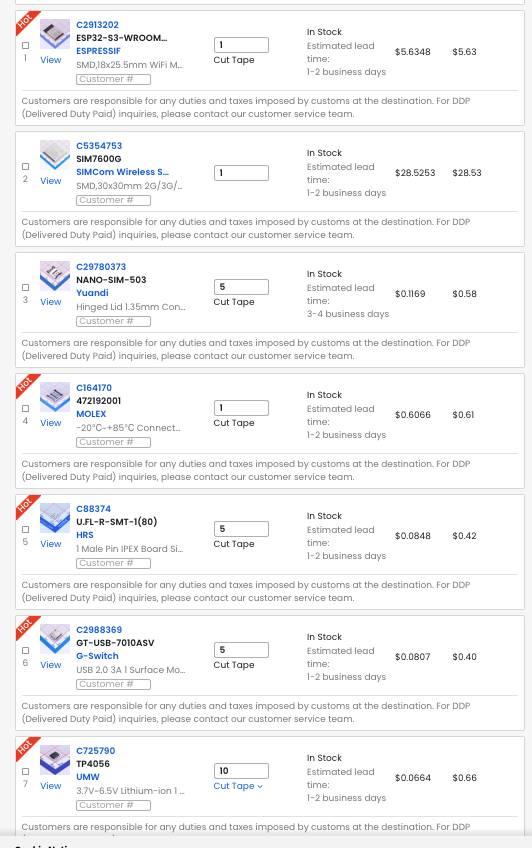 Hot
C2913202
ESP32-S3-WROOM...
ESPRESSIF
SMD,18x25.5mm WiFi M...
Customer #
1
View
1
Cut Tape
In Stock
Estimated lead
time:
1-2 business days
$5.6348
$5.63
Customers are responsible for any duties and taxes imposed by customs at the destination. For DDP
(Delivered Duty Paid) inquiries, please contact our customer service team.
C5354753
SIM7600G
SIMCom Wireless S...
SMD,30x30mm 2G/3G/...
Customer #
2
View
1
In Stock
Estimated lead
time:
1-2 business days
$28.5253
$28.53
Customers are responsible for any duties and taxes imposed by customs at the destination. For DDP
(Delivered Duty Paid) inquiries, please contact our customer service team.
C29780373
NANO-SIM-503
Yuandi
Hinged Lid 1.35mm Con...
Customer #
3
View
5
Cut Tape
In Stock
Estimated lead
time:
3-4 business days
$0.1169
$0.58
Customers are responsible for any duties and taxes imposed by customs at the destination. For DDP
(Delivered Duty Paid) inquiries, please contact our customer service team.
Hot
C164170
472192001
MOLEX
-20℃~+85℃ Connect...
Customer #
4
View
1
Cut Tape
In Stock
Estimated lead
time:
1-2 business days
$0.6066
$0.61
Customers are responsible for any duties and taxes imposed by customs at the destination. For DDP
(Delivered Duty Paid) inquiries, please contact our customer service team.
Hot
C88374
U.FL-R-SMT-1(80)
HRS
1 Male Pin IPEX Board Si...
Customer #
5
View
5
Cut Tape
In Stock
Estimated lead
time:
1-2 business days
$0.0848
$0.42
Customers are responsible for any duties and taxes imposed by customs at the destination. For DDP
(Delivered Duty Paid) inquiries, please contact our customer service team.
Hot
C2988369
GT-USB-7010ASV
G-Switch
USB 2.0 3A 1 Surface Mo...
Customer #
6
View
5
Cut Tape
In Stock
Estimated lead
time:
1-2 business days
$0.0807
$0.40
Customers are responsible for any duties and taxes imposed by customs at the destination. For DDP
(Delivered Duty Paid) inquiries, please contact our customer service team.
Hot
C725790
TP4056
UMW
3.7V~6.5V Lithium-ion 1 ...
Customer #
7
View
10
Cut Tape
In Stock
Estimated lead
time:
1-2 business days
$0.0664
$0.66
Customers are responsible for any duties and taxes imposed by customs at the destination. For DDP